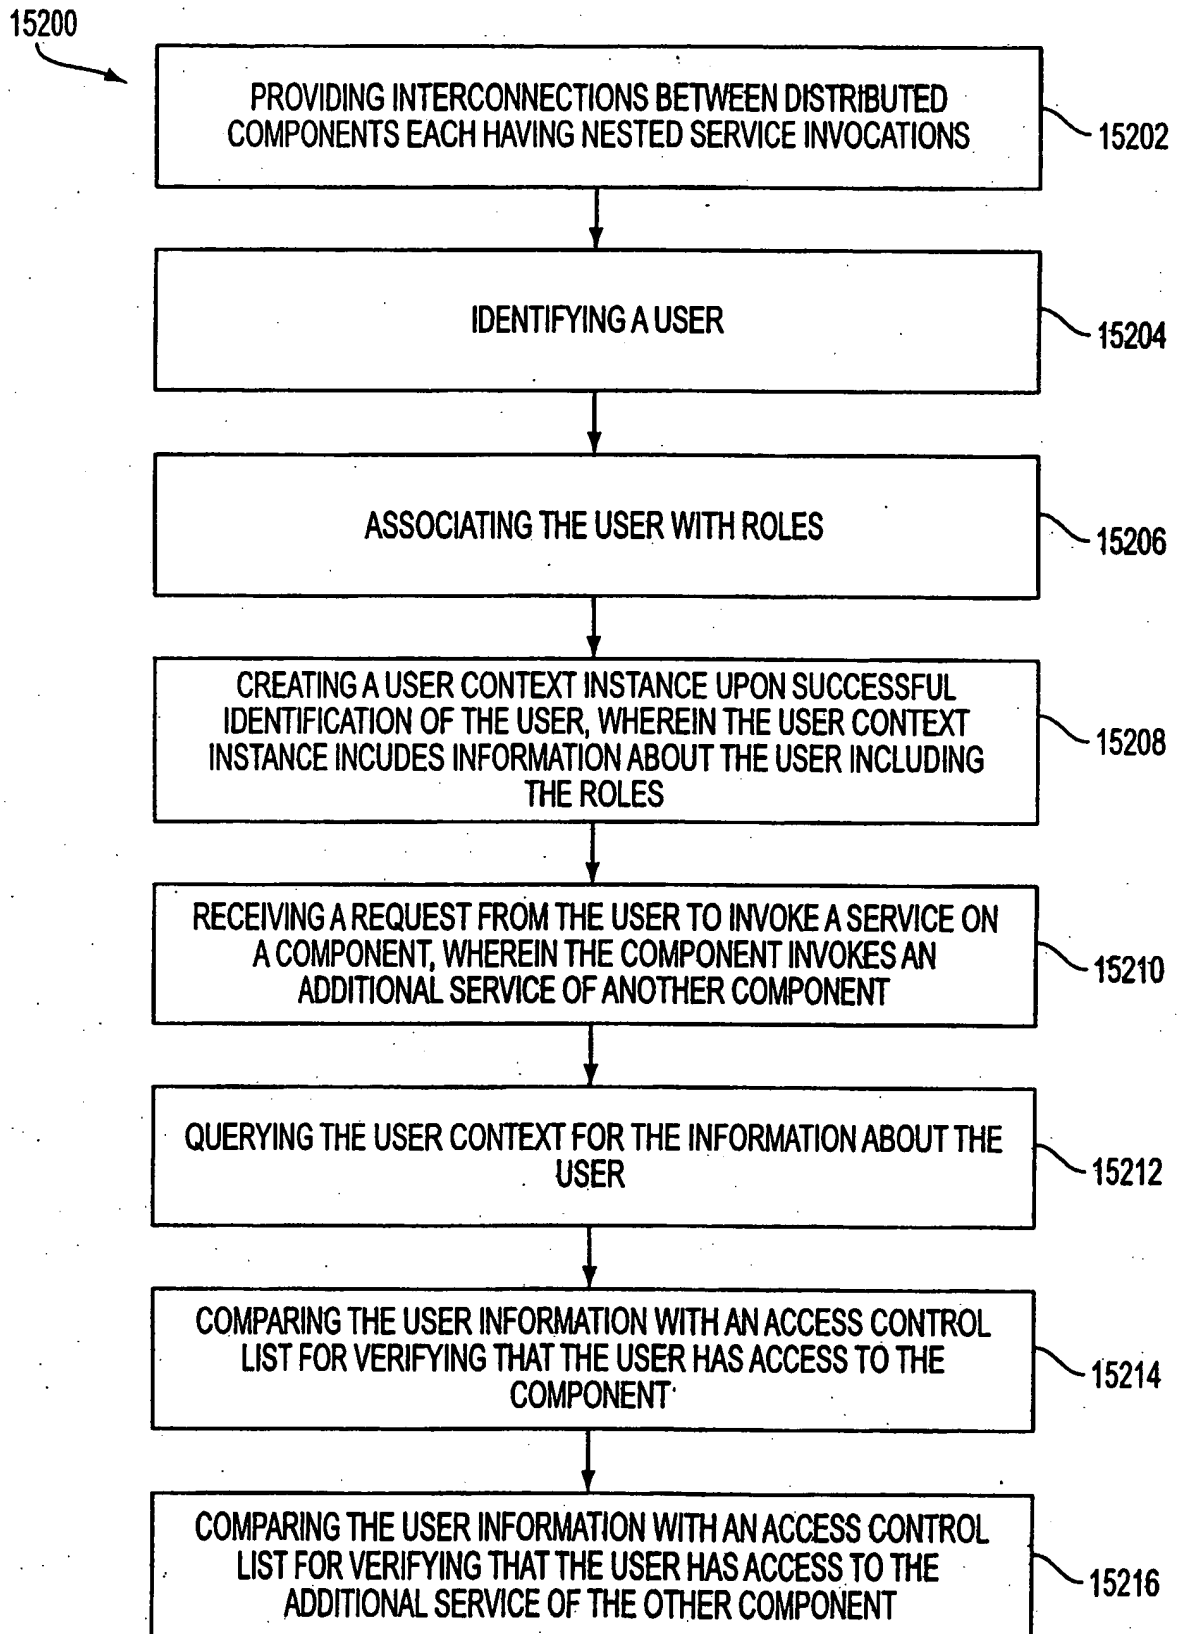 15200
PROVIDING INTERCONNECTIONS BETWEEN DISTRIBUTED
COMPONENTS EACH HAVING NESTED SERVICE INVOCATIONS
15202
IDENTIFYING A USER
15204
ASSOCIATING THE USER WITH ROLES
15206
CREATING A USER CONTEXT INSTANCE UPON SUCCESSFUL
IDENTIFICATION OF THE USER, WHEREIN THE USER CONTEXT
INSTANCE INCUDES INFORMATION ABOUT THE USER INCLUDING
THE ROLES
15208
RECEIVING A REQUEST FROM THE USER TO INVOKE A SERVICE ON
A COMPONENT, WHEREIN THE COMPONENT INVOKES AN
ADDITIONAL SERVICE OF ANOTHER COMPONENT
15210
QUERYING THE USER CONTEXT FOR THE INFORMATION ABOUT THE
USER
15212
COMPARING THE USER INFORMATION WITH AN ACCESS CONTROL
LIST FOR VERIFYING THAT THE USER HAS ACCESS TO THE
COMPONENT
15214
COMPARING THE USER INFORMATION WITH AN ACCESS CONTROL
LIST FOR VERIFYING THAT THE USER HAS ACCESS TO THE
ADDITIONAL SERVICE OF THE OTHER COMPONENT
15216